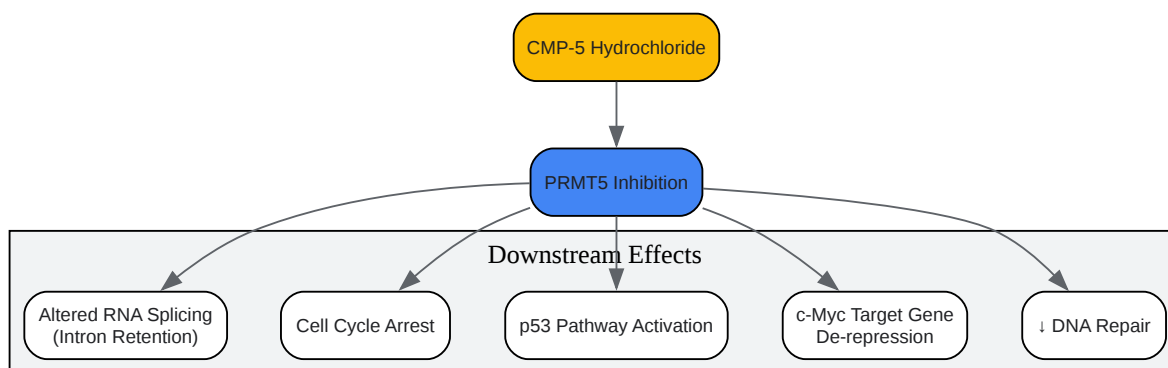 CMP-5 Hydrochloride
PRMT5 Inhibition
Downstream Effects
Altered RNA Splicing
(Intron Retention)
Cell Cycle Arrest
p53 Pathway Activation
c-Myc Target Gene
De-repression
↓ DNA Repair